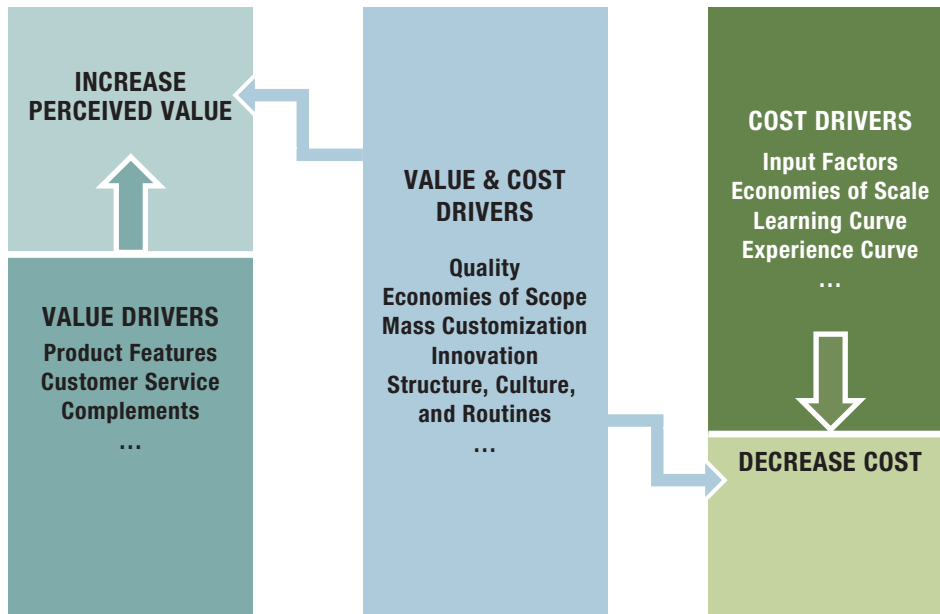 INCREASE
PERCEIVED VALUE
VALUE DRIVERS
Product Features
Customer Service
Complements
...
VALUE & COST
DRIVERS
Quality
Economies of Scope
Mass Customization
Innovation
Structure, Culture,
and Routines
...
COST DRIVERS
Input Factors
Economies of Scale
Learning Curve
Experience Curve
...
DECREASE COST